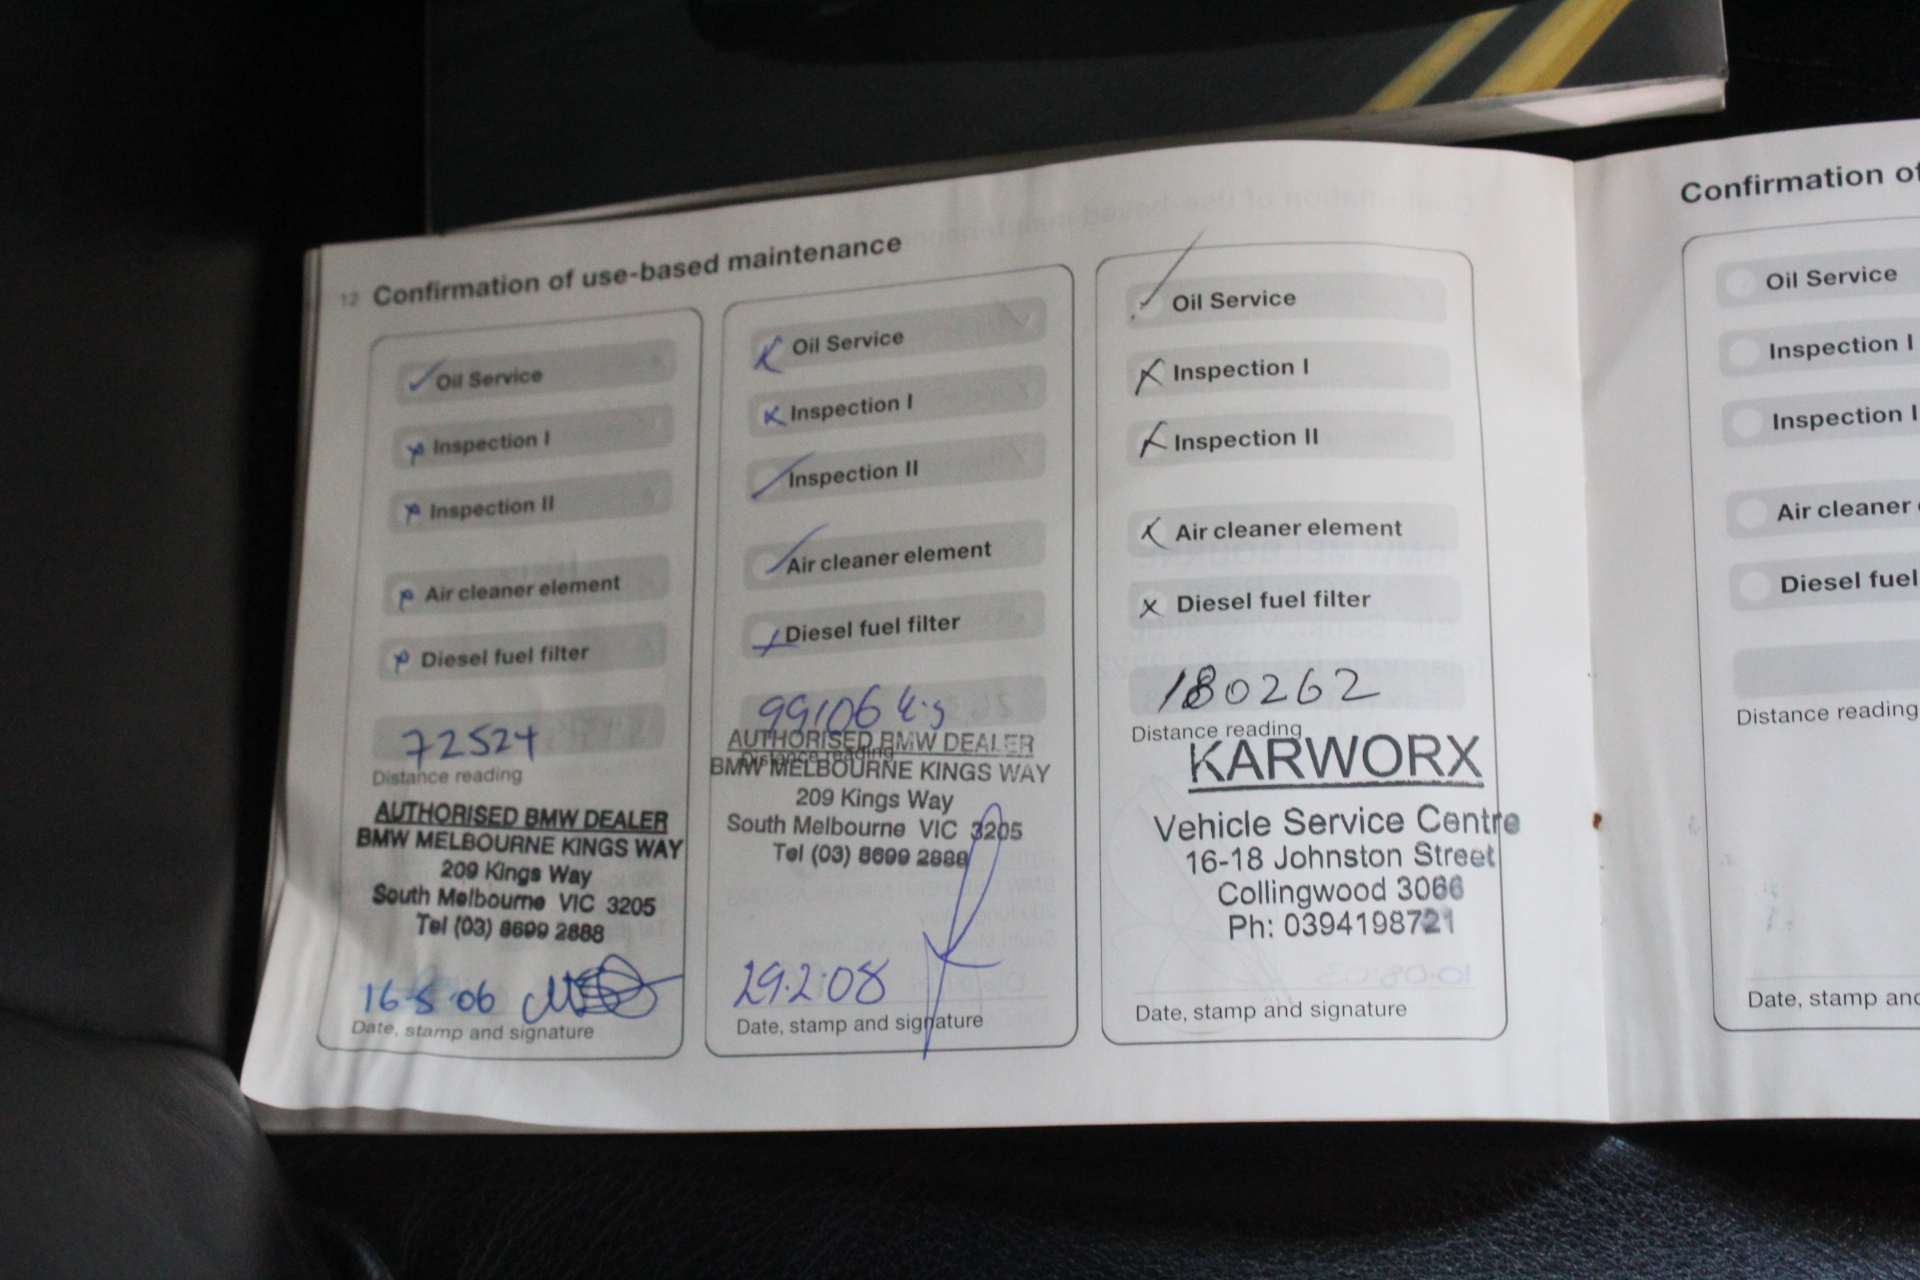 12 Confirmation of use-based maintenance
Oil Service
Inspection I
Inspection II
Air cleaner element
Diesel fuel filter
72524
Distance reading
AUTHORISED BMW DEALER
BMW MELBOURNE KINGS WAY
209 Kings Way
South Melbourne VIC 3205
Tel (03) 8699 2888
16-5-06
Date, stamp and signature
Oil Service
Inspection I
Inspection II
Air cleaner element
Diesel fuel filter
99106
Distance reading
AUTHORISED BMW DEALER
BMW MELBOURNE KINGS WAY
209 Kings Way
South Melbourne VIC 3205
Tel (03) 8699 2888
29.2.08
Date, stamp and signature
Oil Service
Inspection I
Inspection II
Air cleaner element
Diesel fuel filter
180262
Distance reading
KARWORX
Vehicle Service Centre
16-18 Johnston Street
Collingwood 3066
Ph: 0394198721
Date, stamp and signature
Confirmation of
Oil Service
Inspection I
Inspection I
Air cleaner
Diesel fuel
Distance reading
Date, stamp and